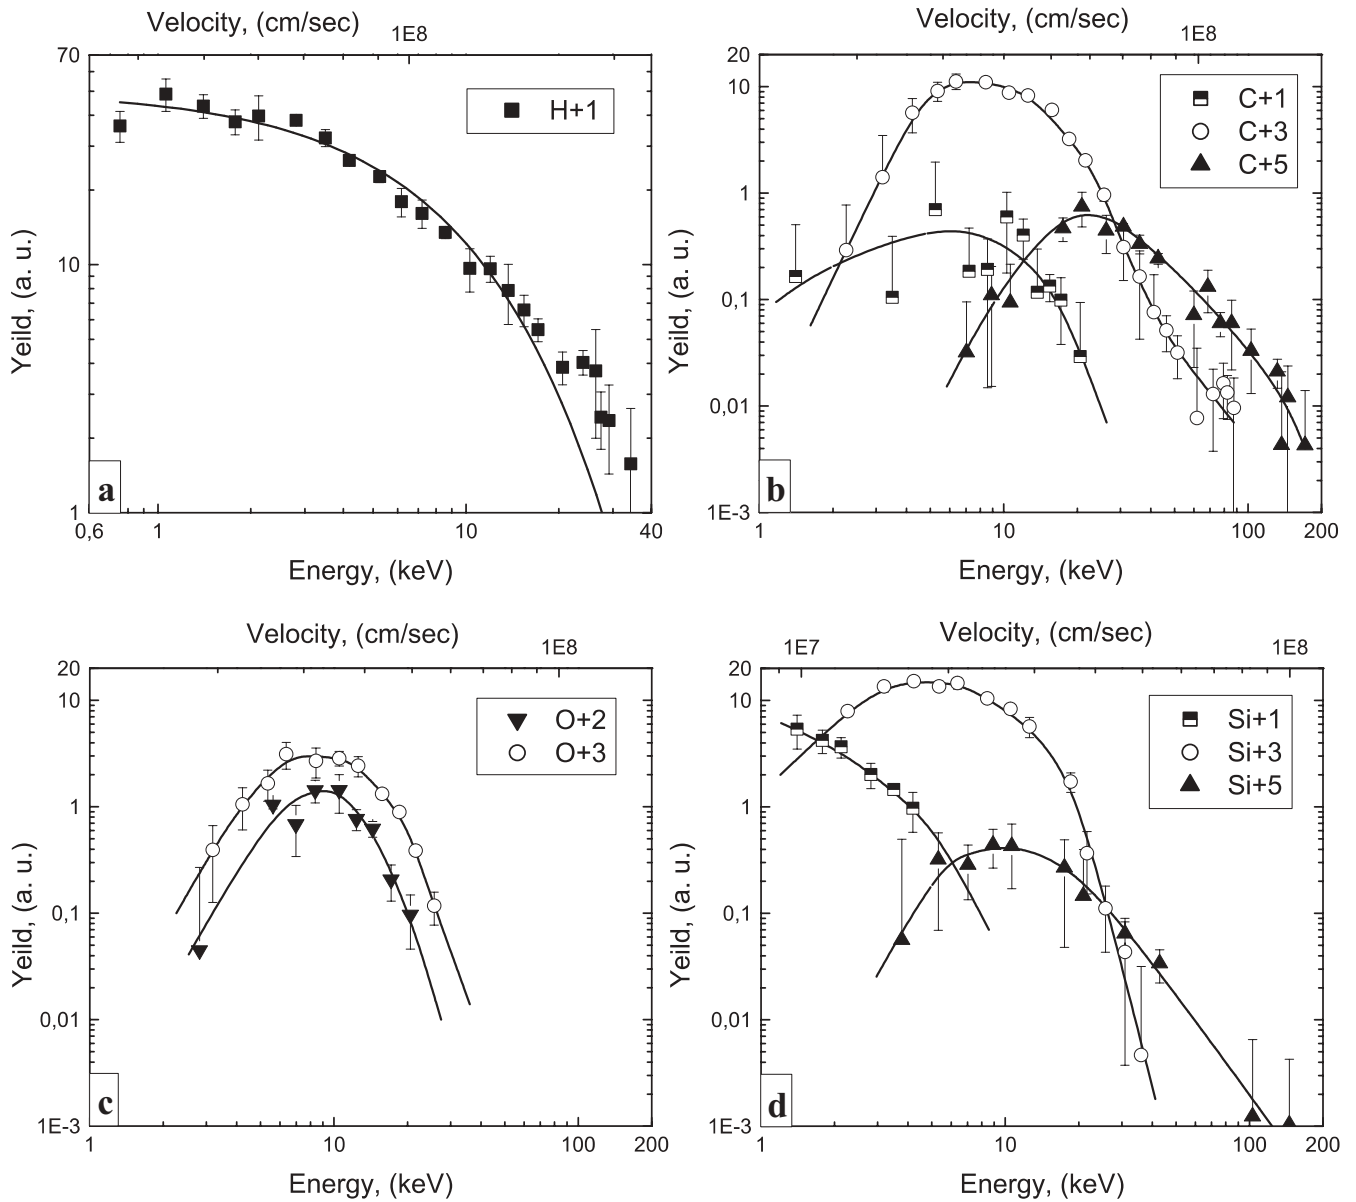 Velocity, (cm/sec)
1E8
70
10
1
Yeild, (a. u.)
H+1
a
0,6 1 10 40
Energy, (keV)
Velocity, (cm/sec)
1E8
20
10
1
0,1
0,01
1E-3
Yeild, (a. u.)
C+1
C+3
C+5
b
1 10 100 200
Energy, (keV)
Velocity, (cm/sec)
1E8
20
10
1
0,1
0,01
1E-3
Yeild, (a. u.)
O+2
O+3
c
1 10 100 200
Energy, (keV)
1E7 Velocity, (cm/sec) 1E8
20
10
1
0,1
0,01
1E-3
Yeild, (a. u.)
Si+1
Si+3
Si+5
d
1 10 100 200
Energy, (keV)